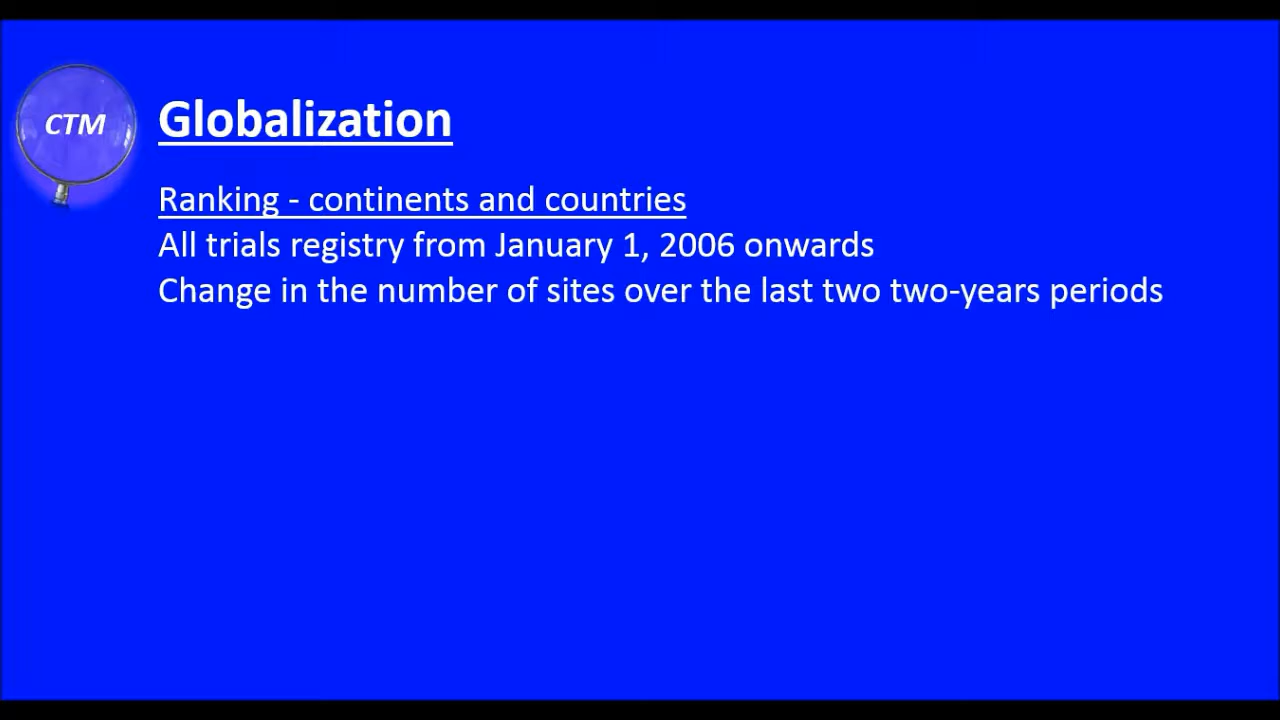 CTM
Globalization
Ranking - continents and countries
All trials registry from January 1, 2006 onwards
Change in the number of sites over the last two two-years periods